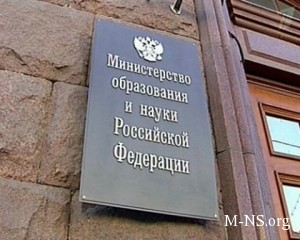 Министерство
образования
и науки
Российской
Федерации
M-NS.org